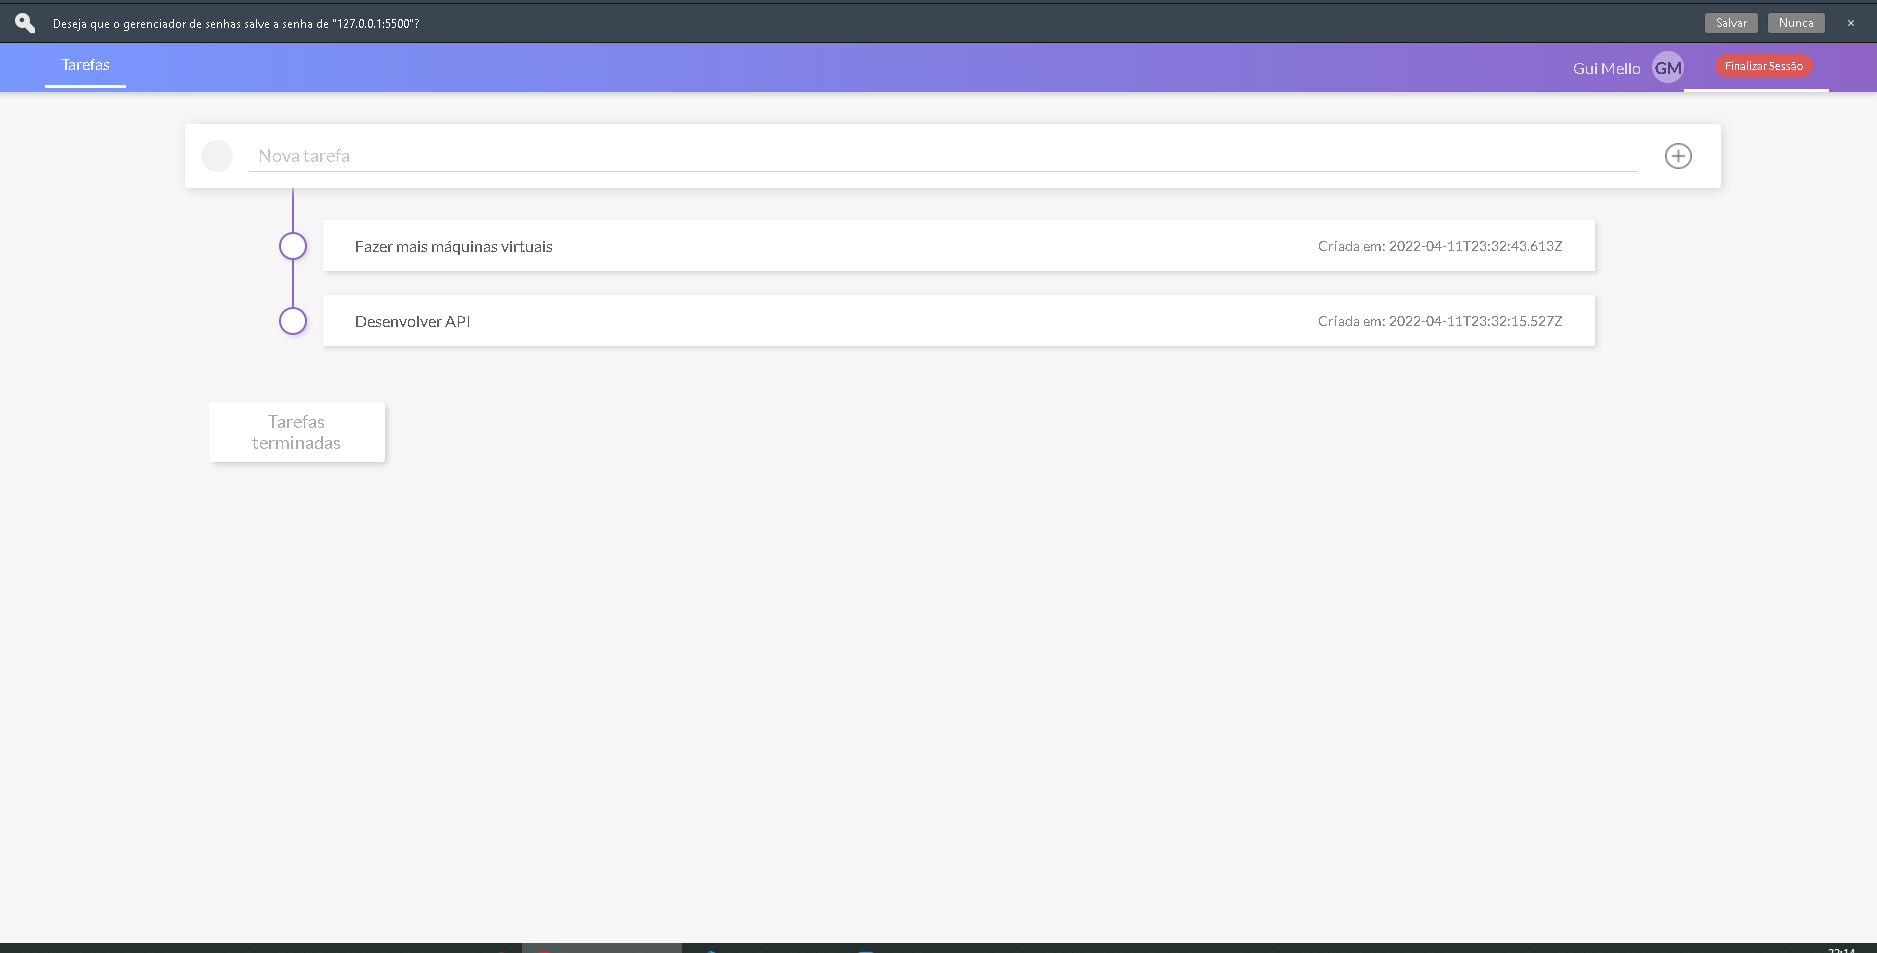 Deseja que o gerenciador de senhas salve a senha de "127.0.0.1:5500"?
Salvar
Nunca
Tarefas
Gui Mello
GM
Finalizar Sessão
Nova tarefa
Fazer mais máquinas virtuais
Criada em: 2022-04-11T23:32:43.613Z
Desenvolver API
Criada em: 2022-04-11T23:32:15.527Z
Tarefas
terminadas